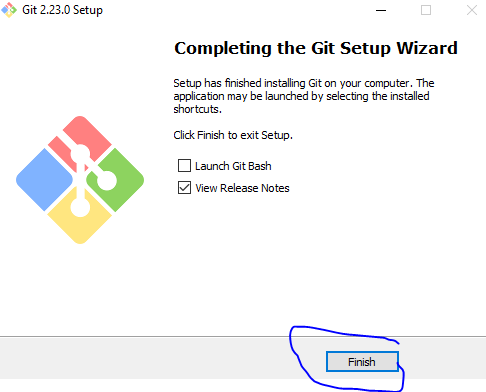 Git 2.23.0 Setup
Completing the Git Setup Wizard
Setup has finished installing Git on your computer. The
application may be launched by selecting the installed
shortcuts.
Click Finish to exit Setup.
Launch Git Bash
View Release Notes
Finish